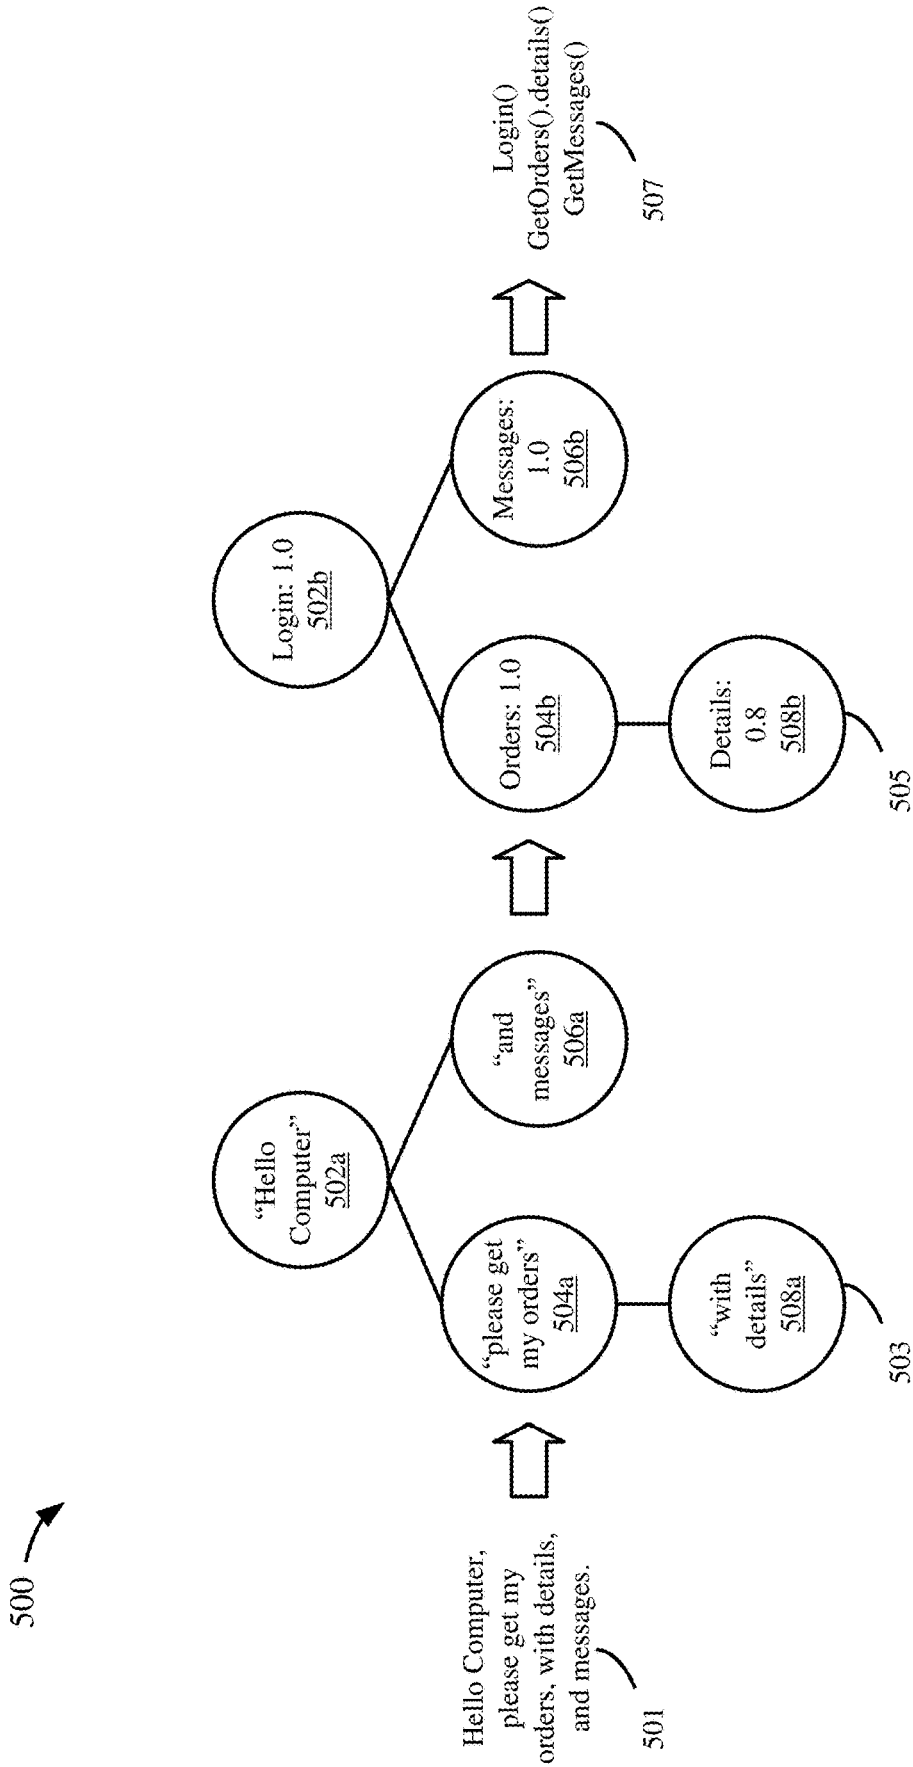 500
Hello Computer,
please get my
orders, with details,
and messages.
501
“Hello
Computer”
502a
“please get
my orders”
504a
“and
messages”
506a
“with
details”
508a
503
Login: 1.0
502b
Orders: 1.0
504b
Messages:
1.0
506b
Details:
0.8
508b
505
Login()
GetOrders().details()
GetMessages()
507